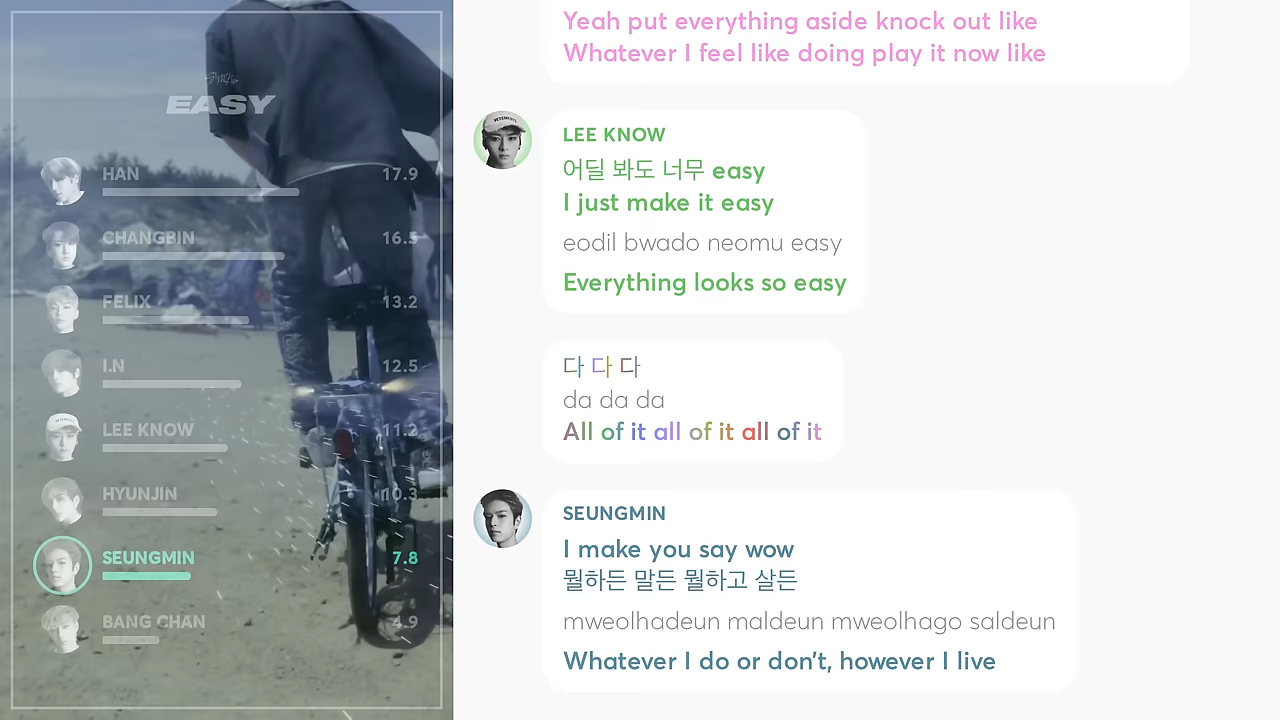 Stray Kids
EASY
HAN 17.9
CHANGBIN 16.5
FELIX 13.2
I.N 12.5
LEE KNOW 11.2
HYUNJIN 10.3
SEUNGMIN 7.8
BANG CHAN 4.9
Yeah put everything aside knock out like
Whatever I feel like doing play it now like
VETEMENTS
LEE KNOW
어딜 봐도 너무 easy
I just make it easy
eodil bwado neomu easy
Everything looks so easy
다 다 다
da da da
All of it all of it all of it
SEUNGMIN
I make you say wow
뭘하든 말든 뭘하고 살든
mweolhadeun maldeun mweolhago saldeun
Whatever I do or don't, however I live